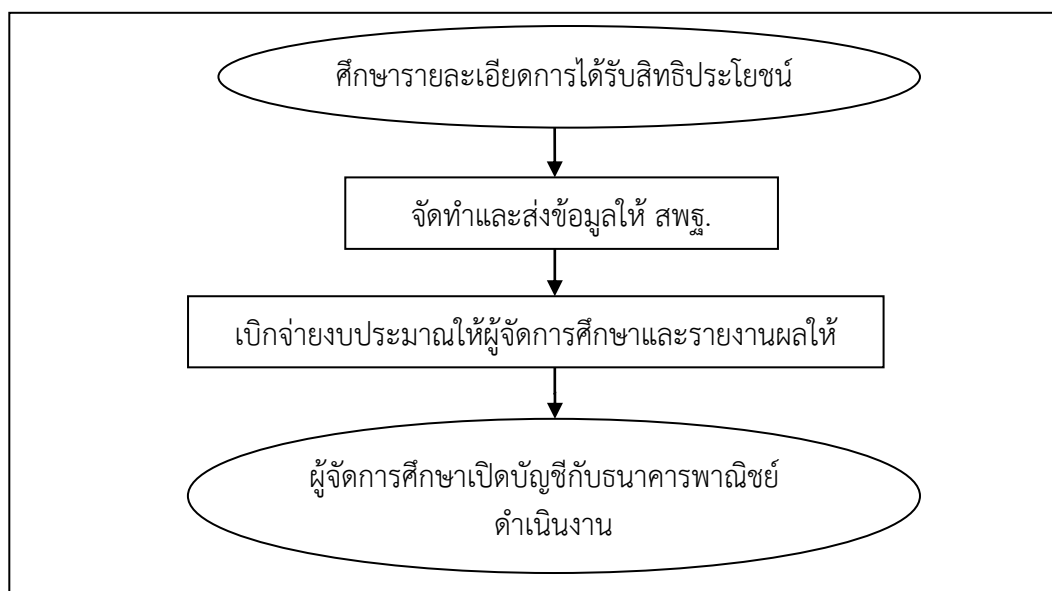 ศึกษารายละเอียดการได้รับสิทธิประโยชน์
จัดทำและส่งข้อมูลให้ สพฐ.
เบิกจ่ายงบประมาณให้ผู้จัดการศึกษาและรายงานผลให้
ผู้จัดการศึกษาเปิดบัญชีกับธนาคารพาณิชย์
ดำเนินงาน